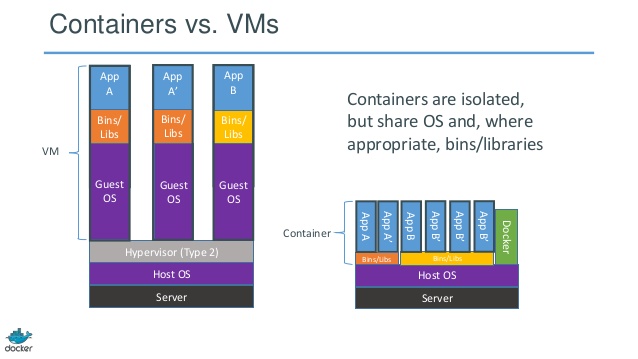 Containers vs. VMs
App
A
App
A’
App
B
Bins/
Libs
Bins/
Libs
Bins/
Libs
VM
Guest
OS
Guest
OS
Guest
OS
Hypervisor (Type 2)
Host OS
Server
Containers are isolated,
but share OS and, where
appropriate, bins/libraries
Container
App A
App A’
App B
App B’
App B’
App B’
Docker
Bins/Libs
Bins/Libs
Host OS
Server
docker